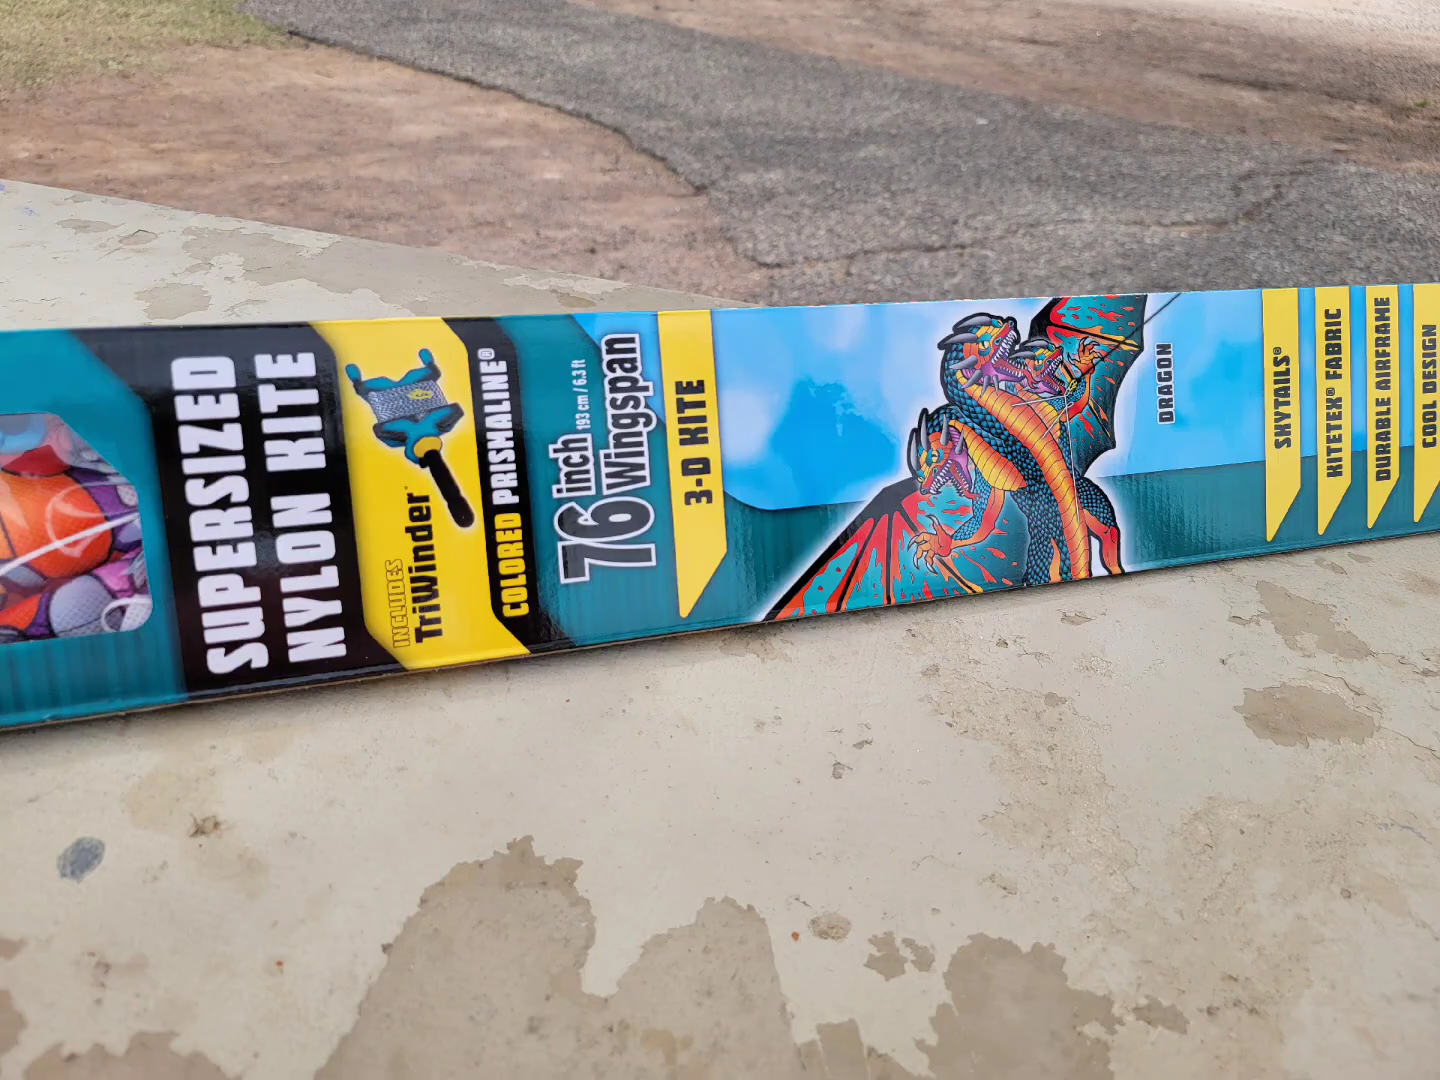 SUPERSIZED
NYLON KITE
INCLUDES
TriWinder™
COLORED PRISMALINE®
76 inch 193 cm / 6.3 ft
Wingspan
3-D KITE
DRAGON
SKYTAILS®
KITETEX® FABRIC
DURABLE AIRFRAME
COOL DESIGN